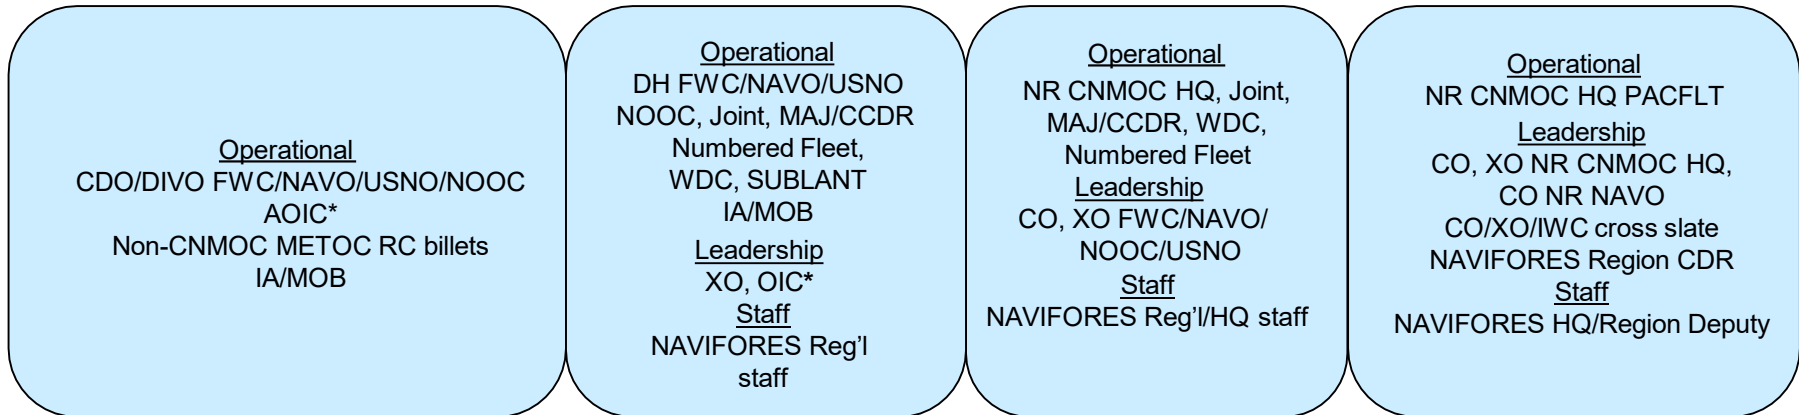 Operational
CDO/DIVO FWC/NAVO/USNO/NOOC
AOIC*
Non-CNMOC METOC RC billets
IA/MOB
Operational
DH FWC/NAVO/USNO
NOOC, Joint, MAJ/CCDR
Numbered Fleet,
WDC, SUBLANT
IA/MOB
Leadership
XO, OIC*
Staff
NAVIFORES Reg'l
staff
Operational
NR CNMOC HQ, Joint,
MAJ/CCDR, WDC,
Numbered Fleet
Leadership
CO, XO FWC/NAVO/
NOOC/USNO
Staff
NAVIFORES Reg'l/HQ staff
Operational
NR CNMOC HQ PACFLT
Leadership
CO, XO NR CNMOC HQ,
CO NR NAVO
CO/XO/IWC cross slate
NAVIFORES Region CDR
Staff
NAVIFORES HQ/Region Deputy